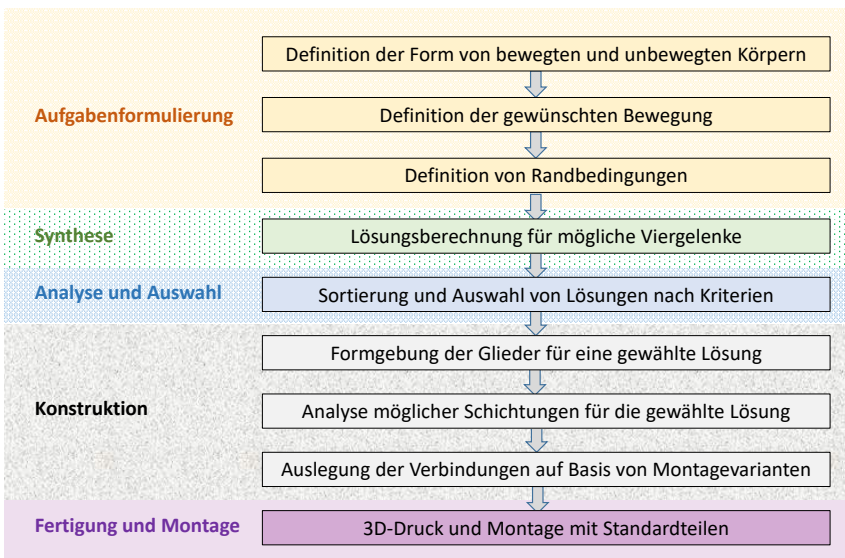 Definition der Form von bewegten und unbewegten Körpern
Aufgabenformulierung
Definition der gewünschten Bewegung
Definition von Randbedingungen
Synthese
Lösungsberechnung für mögliche Viergelenke
Analyse und Auswahl
Sortierung und Auswahl von Lösungen nach Kriterien
Formgebung der Glieder für eine gewählte Lösung
Konstruktion
Analyse möglicher Schichtungen für die gewählte Lösung
Auslegung der Verbindungen auf Basis von Montagevarianten
Fertigung und Montage
3D-Druck und Montage mit Standardteilen